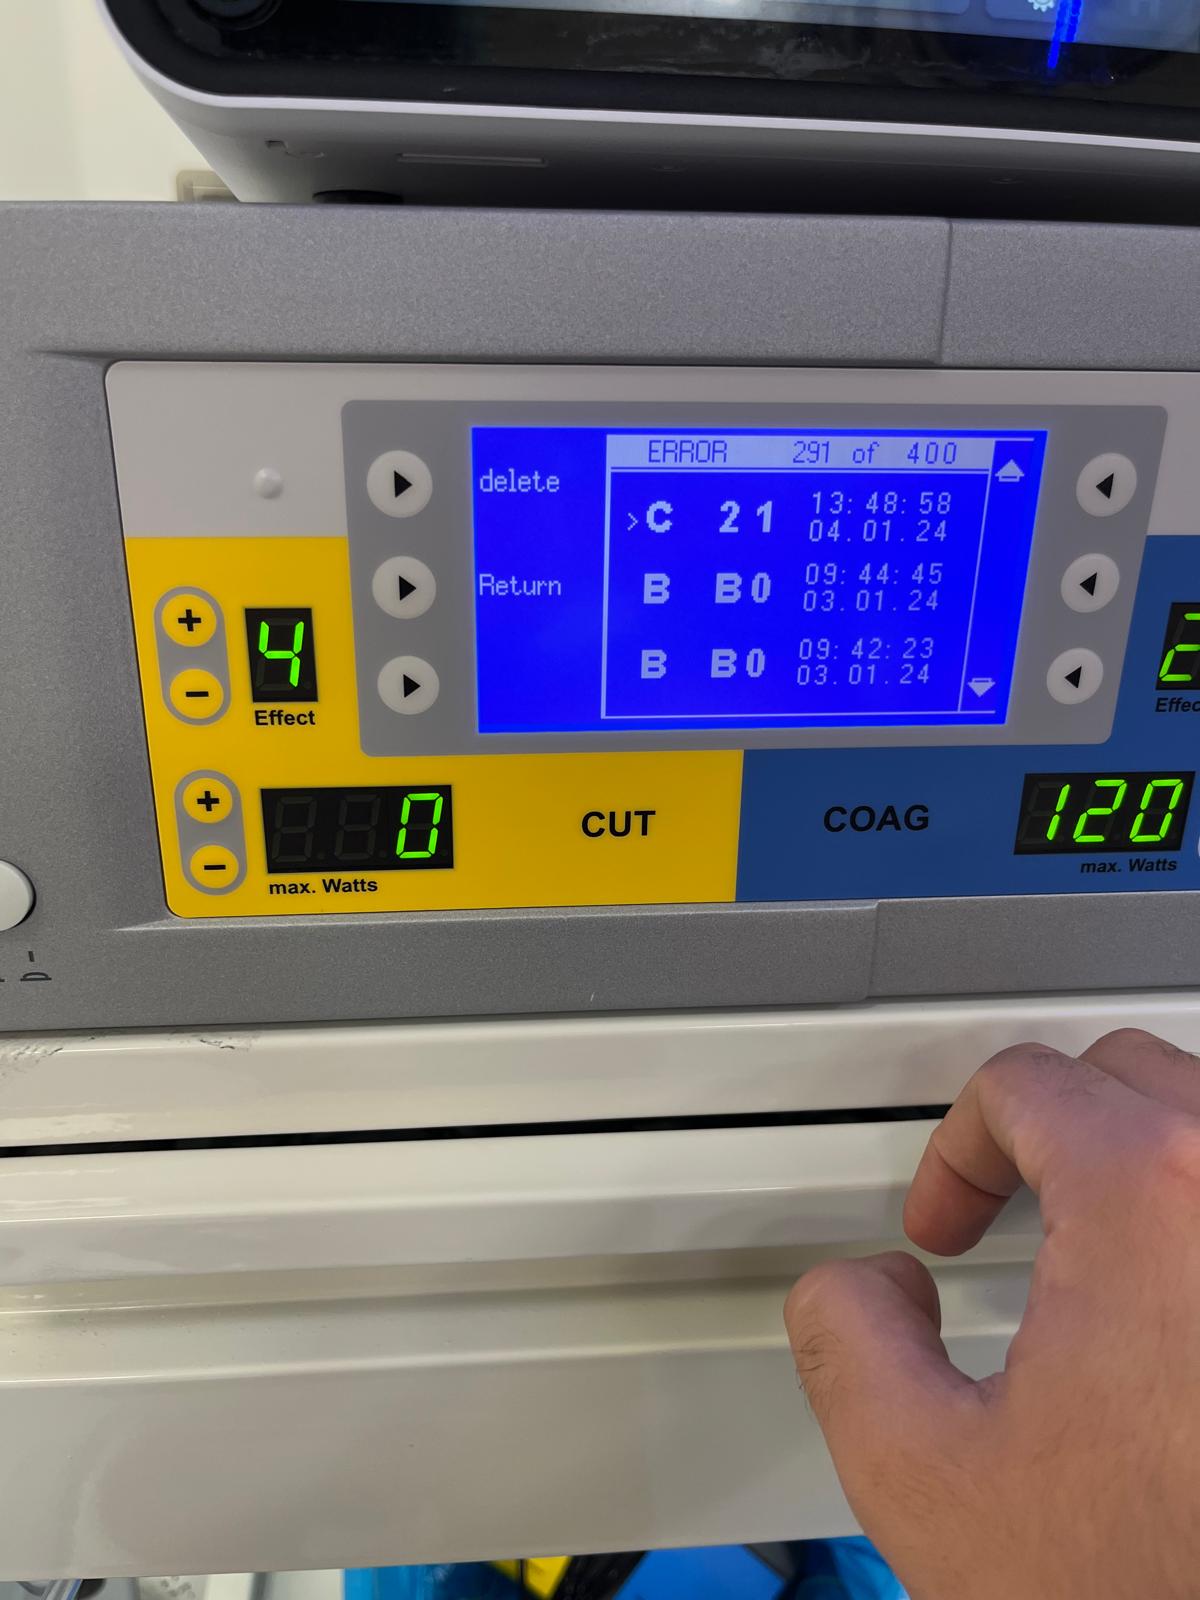 ERROR 291 of 400
delete
>C 21 13:48:58
04.01.24
Return
B B0 09:44:45
03.01.24
B B0 09:42:23
03.01.24
+
4
−
Effect
2
Effec
+
0
−
max. Watts
CUT
COAG
120
max. Watts